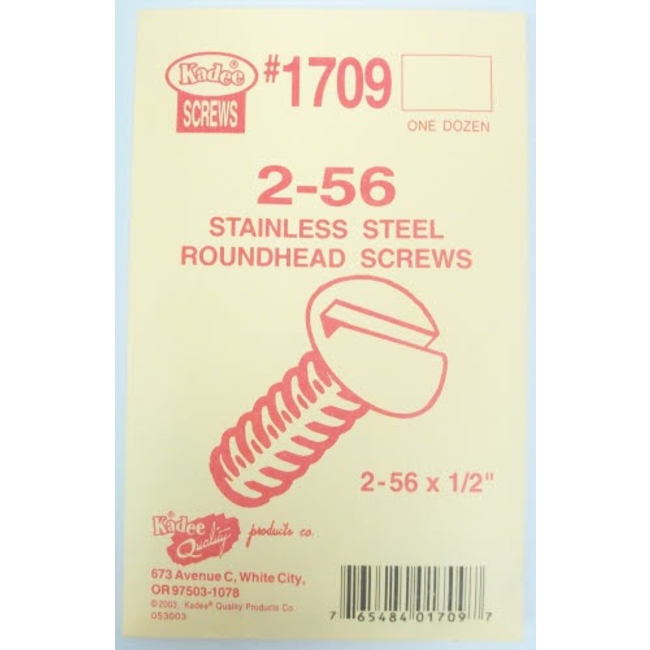 Kadee
SCREWS
#1709
ONE DOZEN
2-56
STAINLESS STEEL
ROUNDHEAD SCREWS
2-56 x 1/2"
Kadee®
Quality products co.
673 Avenue C, White City,
OR 97503-1078
©2003, Kadee® Quality Products Co.
053003
7 65484 01709 7